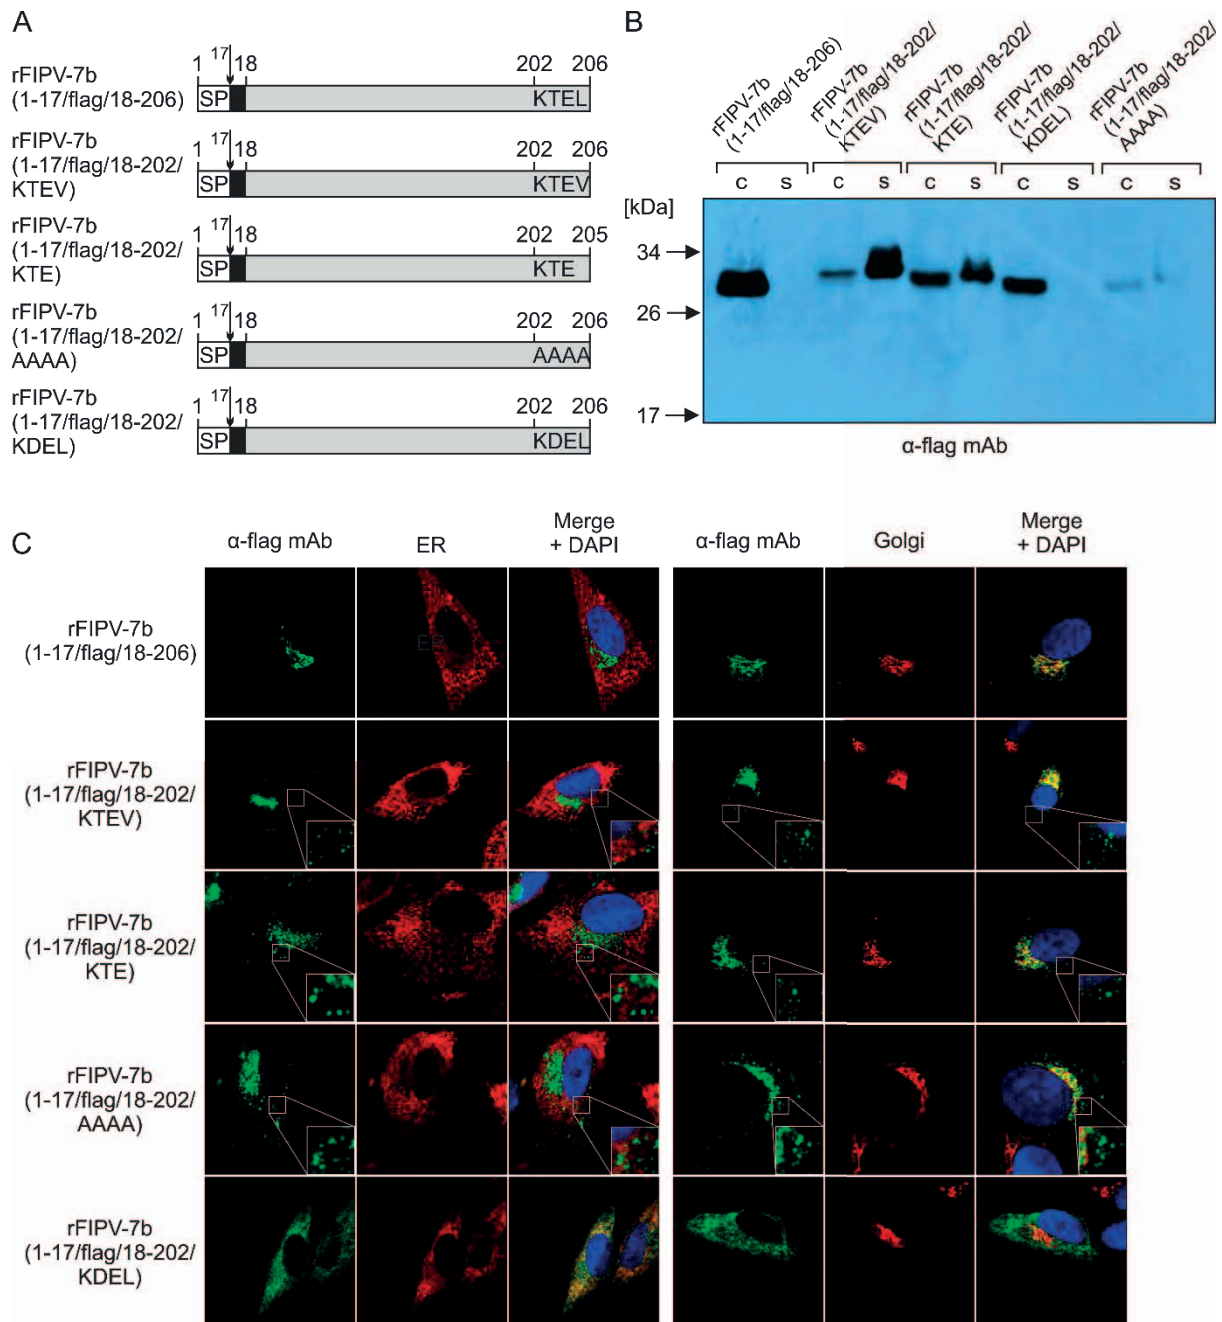 A
rFIPV-7b
(1-17/flag/18-206)
1 17 18 202 206
SP KTEL
rFIPV-7b
(1-17/flag/18-202/
KTEV)
1 17 18 202 206
SP KTEV
rFIPV-7b
(1-17/flag/18-202/
KTE)
1 17 18 202 205
SP KTE
rFIPV-7b
(1-17/flag/18-202/
AAAA)
1 17 18 202 206
SP AAAA
rFIPV-7b
(1-17/flag/18-202/
KDEL)
1 17 18 202 206
SP KDEL
B
rFIPV-7b
(1-17/flag/18-206)
rFIPV-7b
(1-17/flag/18-202/
KTEV)
rFIPV-7b
(1-17/flag/18-202/
KTE)
rFIPV-7b
(1-17/flag/18-202/
KDEL)
rFIPV-7b
(1-17/flag/18-202/
AAAA)
c s c s c s c s c s
[kDa]
34
26
17
α-flag mAb
C
α-flag mAb ER Merge + DAPI α-flag mAb Golgi Merge + DAPI
rFIPV-7b
(1-17/flag/18-206)
ER
rFIPV-7b
(1-17/flag/18-202/
KTEV)
rFIPV-7b
(1-17/flag/18-202/
KTE)
rFIPV-7b
(1-17/flag/18-202/
AAAA)
rFIPV-7b
(1-17/flag/18-202/
KDEL)